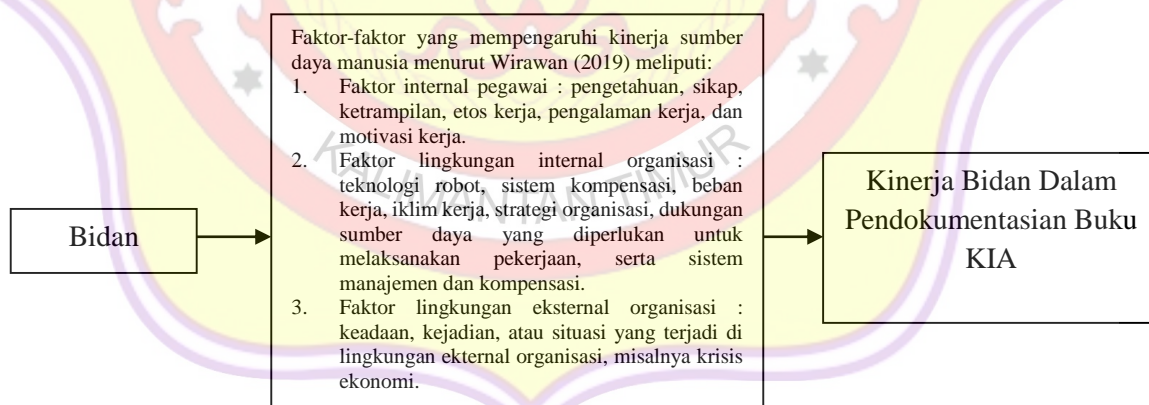 Bidan
Faktor-faktor yang mempengaruhi kinerja sumber
daya manusia menurut Wirawan (2019) meliputi:
1. Faktor internal pegawai : pengetahuan, sikap,
ketrampilan, etos kerja, pengalaman kerja, dan
motivasi kerja.
2. Faktor lingkungan internal organisasi :
teknologi robot, sistem kompensasi, beban
kerja, iklim kerja, strategi organisasi, dukungan
sumber daya yang diperlukan untuk
melaksanakan pekerjaan, serta sistem
manajemen dan kompensasi.
3. Faktor lingkungan eksternal organisasi :
keadaan, kejadian, atau situasi yang terjadi di
lingkungan ekternal organisasi, misalnya krisis
ekonomi.
Kinerja Bidan Dalam
Pendokumentasian Buku
KIA
KALIMANTAN TIMUR